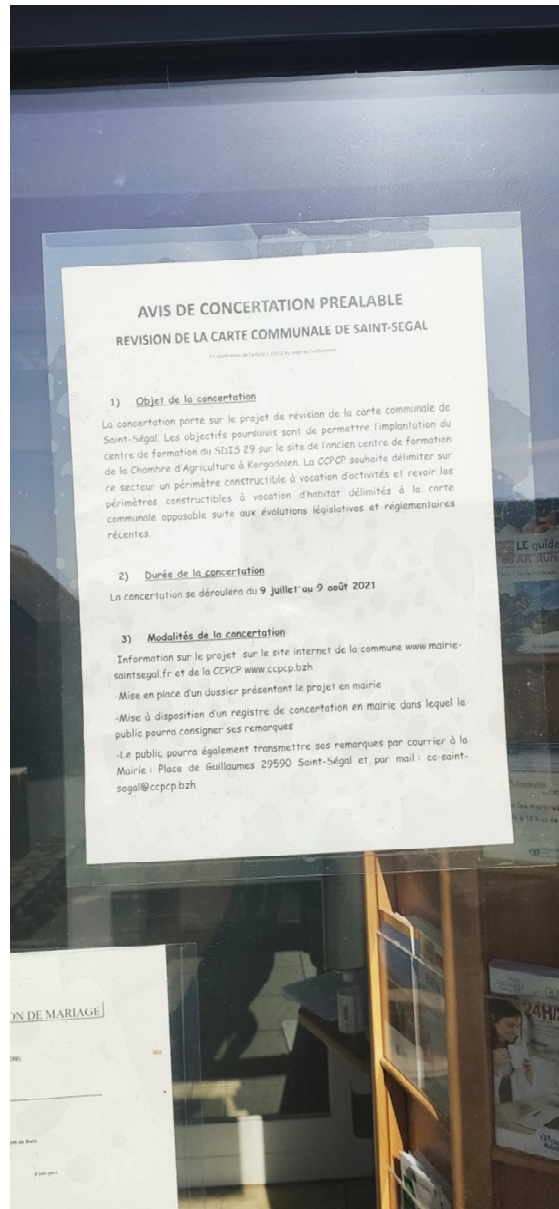 AVIS DE CONCERTATION PREALABLE
REVISION DE LA CARTE COMMUNALE DE SAINT-SEGAL
1) Objet de la concertation
La concertation porte sur le projet de révision de la carte communale de
Saint-Ségal. Les objectifs poursuivis sont de permettre l'implantation du
centre de formation du SDIS 29 sur le site de l'ancien centre de formation
de la Chambre d'Agriculture à Kergadalen. La CCPCP souhaite délimiter sur
ce secteur un périmètre constructible à vocation d'activités et revoir les
périmètres constructibles à vocation d'habitat délimités à la carte
communale opposable suite aux évolutions législatives et réglementaires
récentes.
2) Durée de la concertation
La concertation se déroulera du 9 juillet au 9 août 2021
3) Modalités de la concertation
-Information sur le projet sur le site internet de la commune www.mairie-
saintsegal.fr et de la CCPCP www.ccpcp.bzh
-Mise en place d'un dossier présentant le projet en mairie
-Mise à disposition d'un registre de concertation en mairie dans lequel le
public pourra consigner ses remarques
-Le public pourra également transmettre ses remarques par courrier à la
Mairie : Place de Guillaumes 29590 Saint-Ségal et par mail : cc-saint-
segal@ccpcp.bzh
LE guide
ON DE MARIAGE
24H/